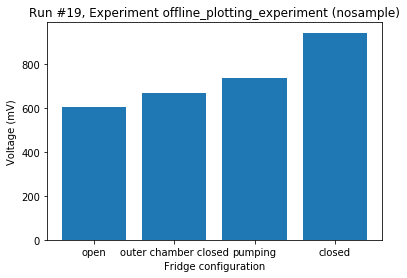 Run #19, Experiment offline_plotting_experiment (nosample)
800
600
400
200
0
Voltage (mV)
open outer chamber closed pumping closed
Fridge configuration